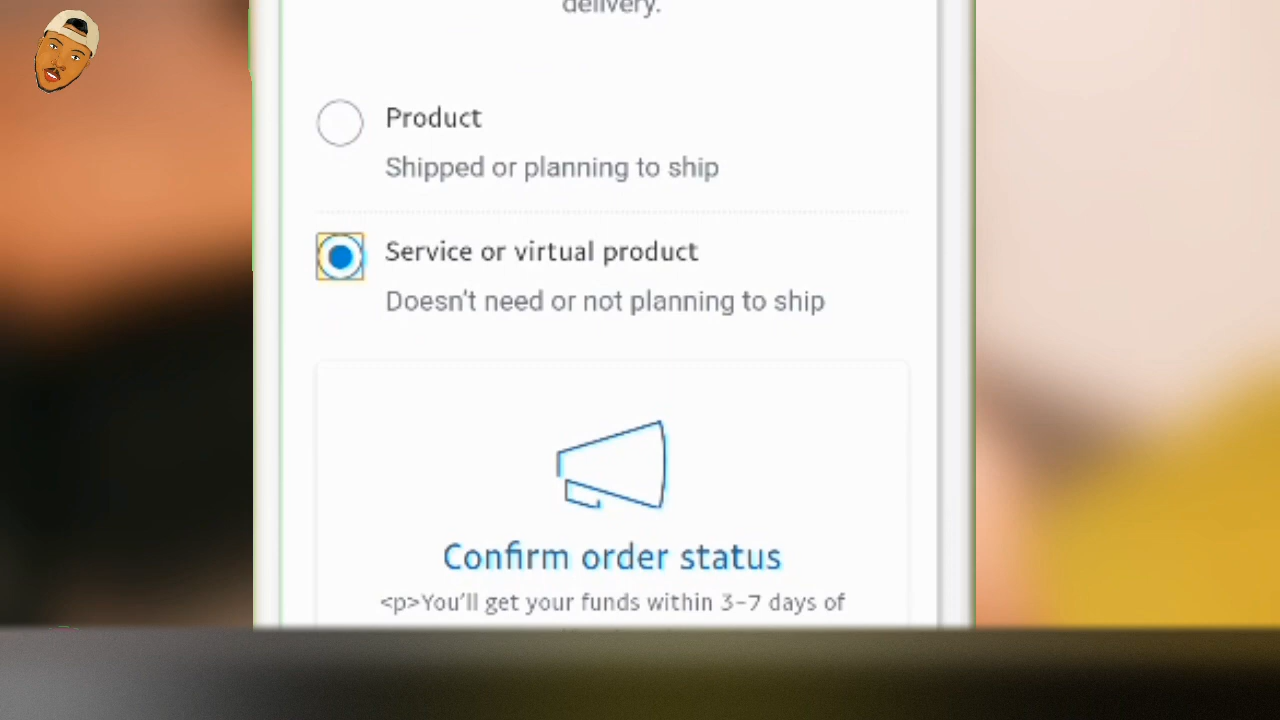 delivery.
Product
Shipped or planning to ship
Service or virtual product
Doesn't need or not planning to ship
Confirm order status
<p>You'll get your funds within 3-7 days of